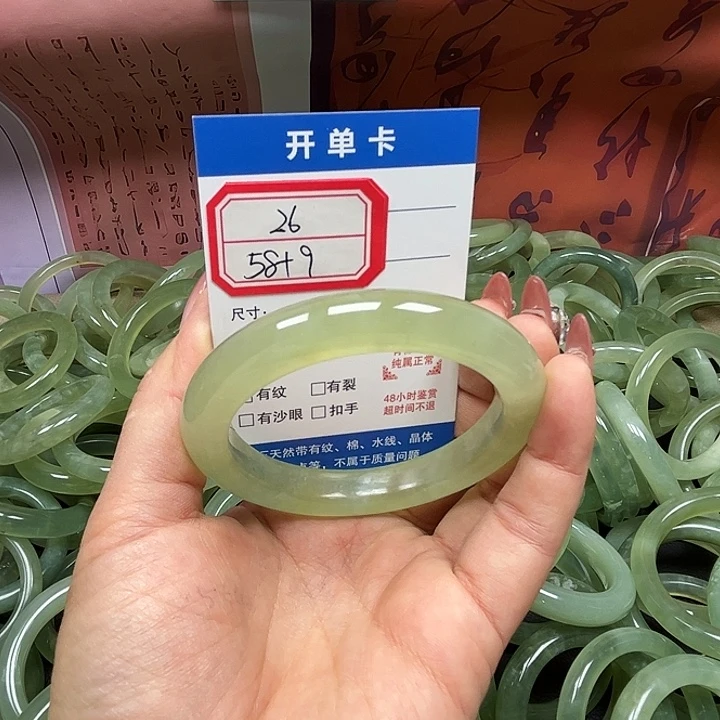 开单卡
26
58+9
尺寸:
纯属正常
有纹 □有裂
48小时鉴赏
□有沙眼 □扣手
超时间不退
天然带有纹、棉、水线、晶体
等，不属于质量问题